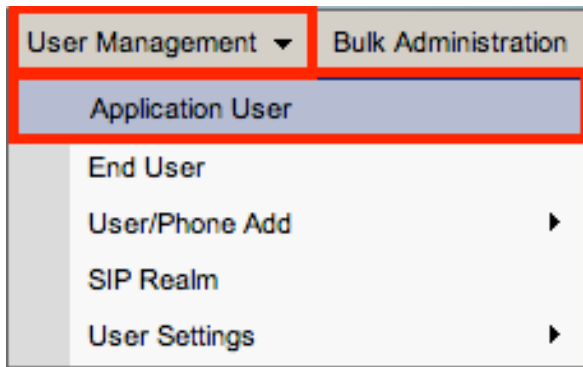 User Management Bulk Administration
Application User
End User
User/Phone Add
SIP Realm
User Settings